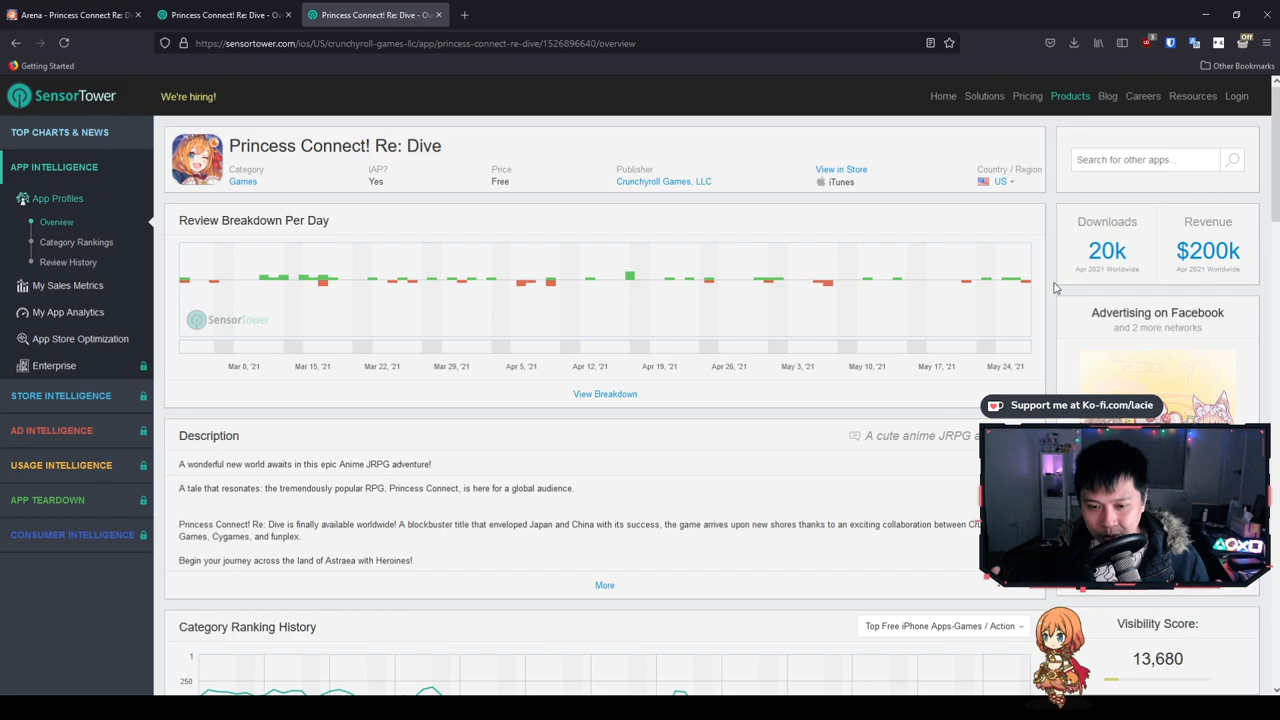 Arena - Princess Connect Re: D
Princess Connect! Re: Dive - Ov
Princess Connect! Re: Dive - Ov
https://sensortower.com/ios/US/crunchyroll-games-llc/app/princess-connect-re-dive/1526896640/overview
3
Off
Getting Started
Other Bookmarks
SensorTower
We're hiring!
Home
Solutions
Pricing
Products
Blog
Careers
Resources
Login
TOP CHARTS & NEWS
APP INTELLIGENCE
App Profiles
Overview
Category Rankings
Review History
My Sales Metrics
My App Analytics
App Store Optimization
Enterprise
STORE INTELLIGENCE
AD INTELLIGENCE
USAGE INTELLIGENCE
APP TEARDOWN
CONSUMER INTELLIGENCE
Princess Connect! Re: Dive
Category
Games
IAP?
Yes
Price
Free
Publisher
Crunchyroll Games, LLC
View in Store
iTunes
Country / Region
US
Search for other apps...
Review Breakdown Per Day
SensorTower
Mar 8, '21
Mar 15, '21
Mar 22, '21
Mar 29, '21
Apr 5, '21
Apr 12, '21
Apr 19, '21
Apr 26, '21
May 3, '21
May 10, '21
May 17, '21
May 24, '21
View Breakdown
Downloads
20k
Apr 2021 Worldwide
Revenue
$200k
Apr 2021 Worldwide
Advertising on Facebook
and 2 more networks
Support me at Ko-fi.com/lacie
Description
A cute anime JRPG a
A wonderful new world awaits in this epic Anime JRPG adventure!
A tale that resonates: the tremendously popular RPG, Princess Connect, is here for a global audience.
Princess Connect! Re: Dive is finally available worldwide! A blockbuster title that enveloped Japan and China with its success, the game arrives upon new shores thanks to an exciting collaboration between Cru
Games, Cygames, and funplex.
Begin your journey across the land of Astraea with Heroines!
More
Category Ranking History
Top Free iPhone Apps-Games / Action
1
250
Visibility Score:
13,680